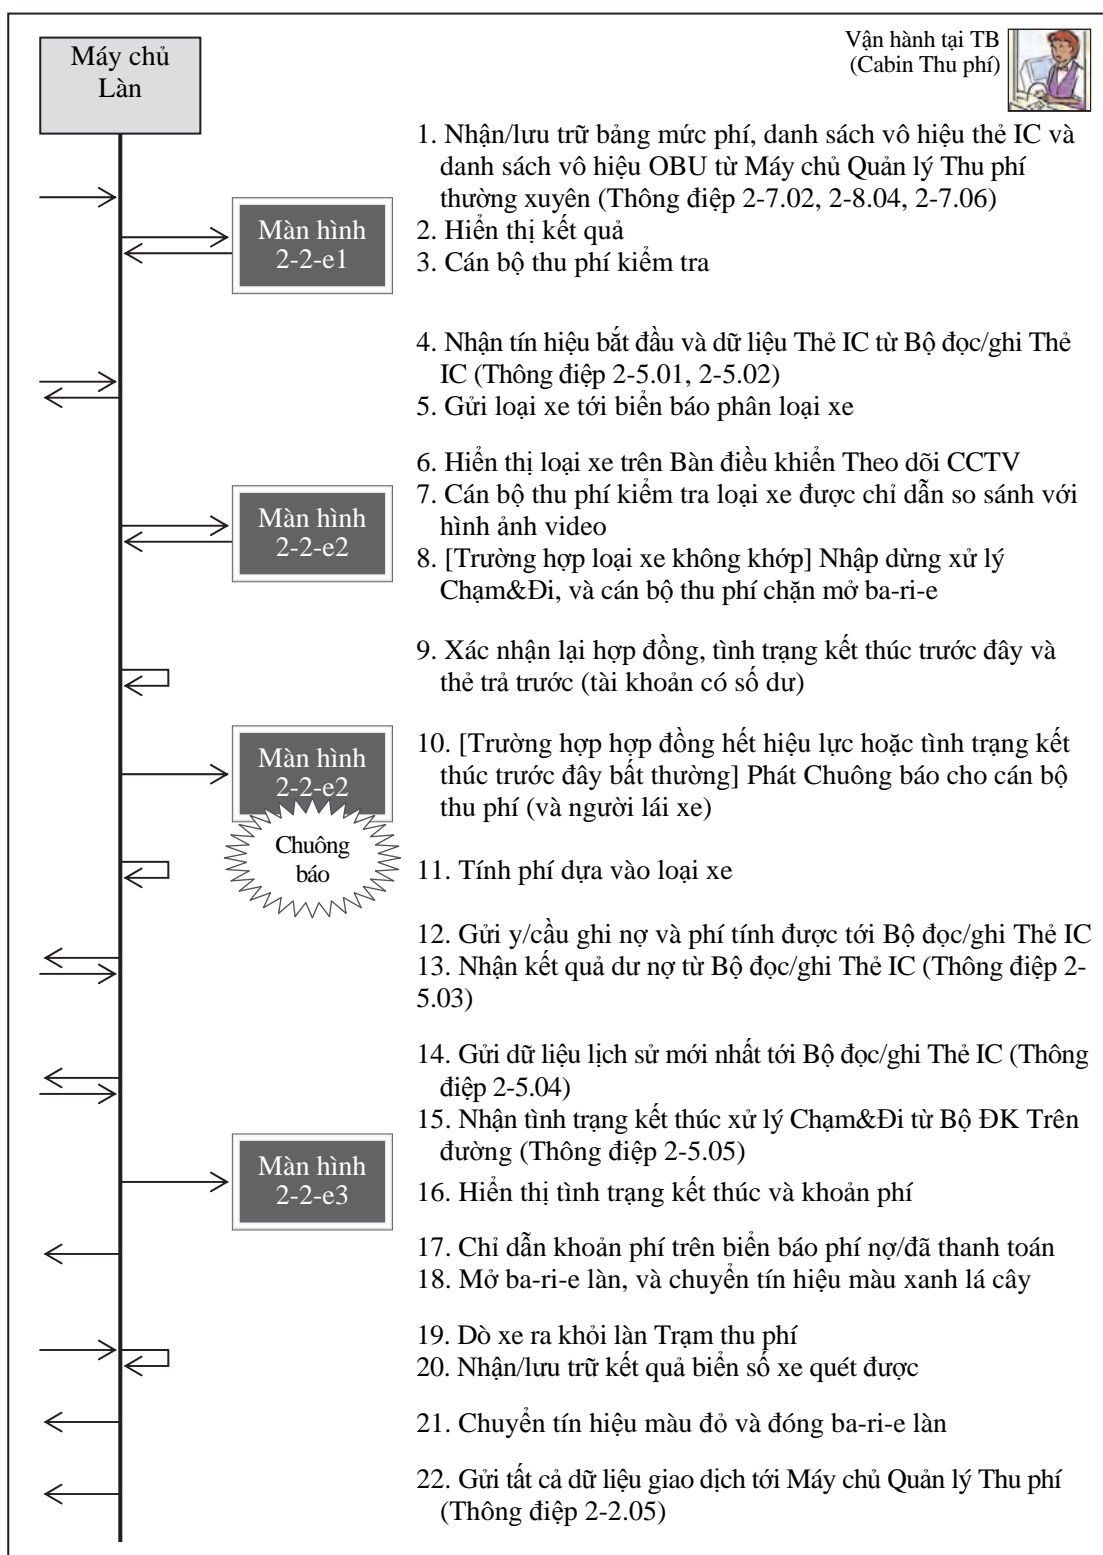 Máy chủ
Làn
Vận hành tại TB
(Cabin Thu phí)
1. Nhận/lưu trữ bảng mức phí, danh sách vô hiệu thẻ IC và
danh sách vô hiệu OBU từ Máy chủ Quản lý Thu phí
thường xuyên (Thông điệp 2-7.02, 2-8.04, 2-7.06)
Màn hình
2-2-e1
2. Hiển thị kết quả
3. Cán bộ thu phí kiểm tra
4. Nhận tín hiệu bắt đầu và dữ liệu Thẻ IC từ Bộ đọc/ghi Thẻ
IC (Thông điệp 2-5.01, 2-5.02)
5. Gửi loại xe tới biển báo phân loại xe
6. Hiển thị loại xe trên Bàn điều khiển Theo dõi CCTV
Màn hình
2-2-e2
7. Cán bộ thu phí kiểm tra loại xe được chỉ dẫn so sánh với
hình ảnh video
8. [Trường hợp loại xe không khớp] Nhập dừng xử lý
Chạm&Đi, và cán bộ thu phí chặn mở ba-ri-e
9. Xác nhận lại hợp đồng, tình trạng kết thúc trước đây và
thẻ trả trước (tài khoản có số dư)
Màn hình
2-2-e2
Chuông
báo
10. [Trường hợp hợp đồng hết hiệu lực hoặc tình trạng kết
thúc trước đây bất thường] Phát Chuông báo cho cán bộ
thu phí (và người lái xe)
11. Tính phí dựa vào loại xe
12. Gửi y/cầu ghi nợ và phí tính được tới Bộ đọc/ghi Thẻ IC
13. Nhận kết quả dư nợ từ Bộ đọc/ghi Thẻ IC (Thông điệp 2-
5.03)
14. Gửi dữ liệu lịch sử mới nhất tới Bộ đọc/ghi Thẻ IC (Thông
điệp 2-5.04)
15. Nhận tình trạng kết thúc xử lý Chạm&Đi từ Bộ ĐK Trên
đường (Thông điệp 2-5.05)
Màn hình
2-2-e3
16. Hiển thị tình trạng kết thúc và khoản phí
17. Chỉ dẫn khoản phí trên biển báo phí nợ/đã thanh toán
18. Mở ba-ri-e làn, và chuyển tín hiệu màu xanh lá cây
19. Dò xe ra khỏi làn Trạm thu phí
20. Nhận/lưu trữ kết quả biển số xe quét được
21. Chuyển tín hiệu màu đỏ và đóng ba-ri-e làn
22. Gửi tất cả dữ liệu giao dịch tới Máy chủ Quản lý Thu phí
(Thông điệp 2-2.05)